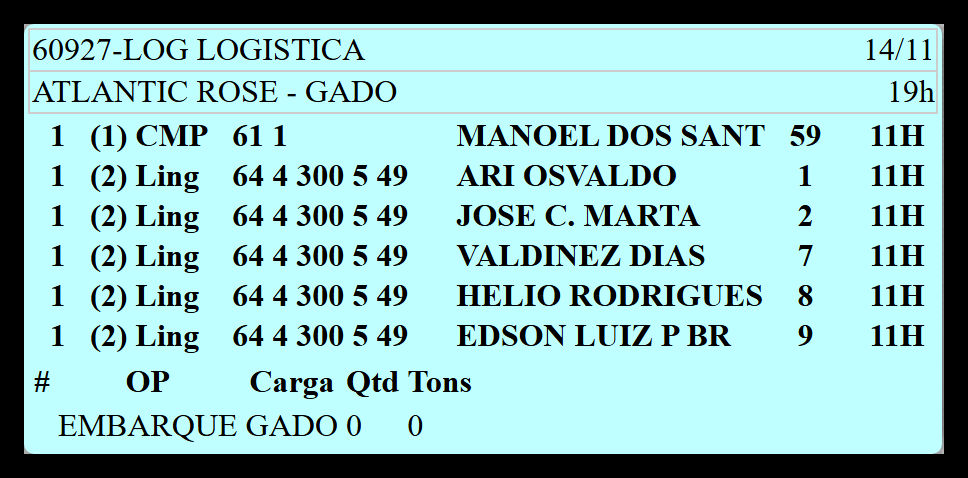 60927-LOG LOGISTICA 14/11
ATLANTIC ROSE - GADO 19h
1 (1) CMP 61 1 MANOEL DOS SANT 59 11H
1 (2) Ling 64 4 300 5 49 ARI OSVALDO 1 11H
1 (2) Ling 64 4 300 5 49 JOSE C. MARTA 2 11H
1 (2) Ling 64 4 300 5 49 VALDINEZ DIAS 7 11H
1 (2) Ling 64 4 300 5 49 HELIO RODRIGUES 8 11H
1 (2) Ling 64 4 300 5 49 EDSON LUIZ P BR 9 11H
# OP Carga Qtd Tons
EMBARQUE GADO 0 0